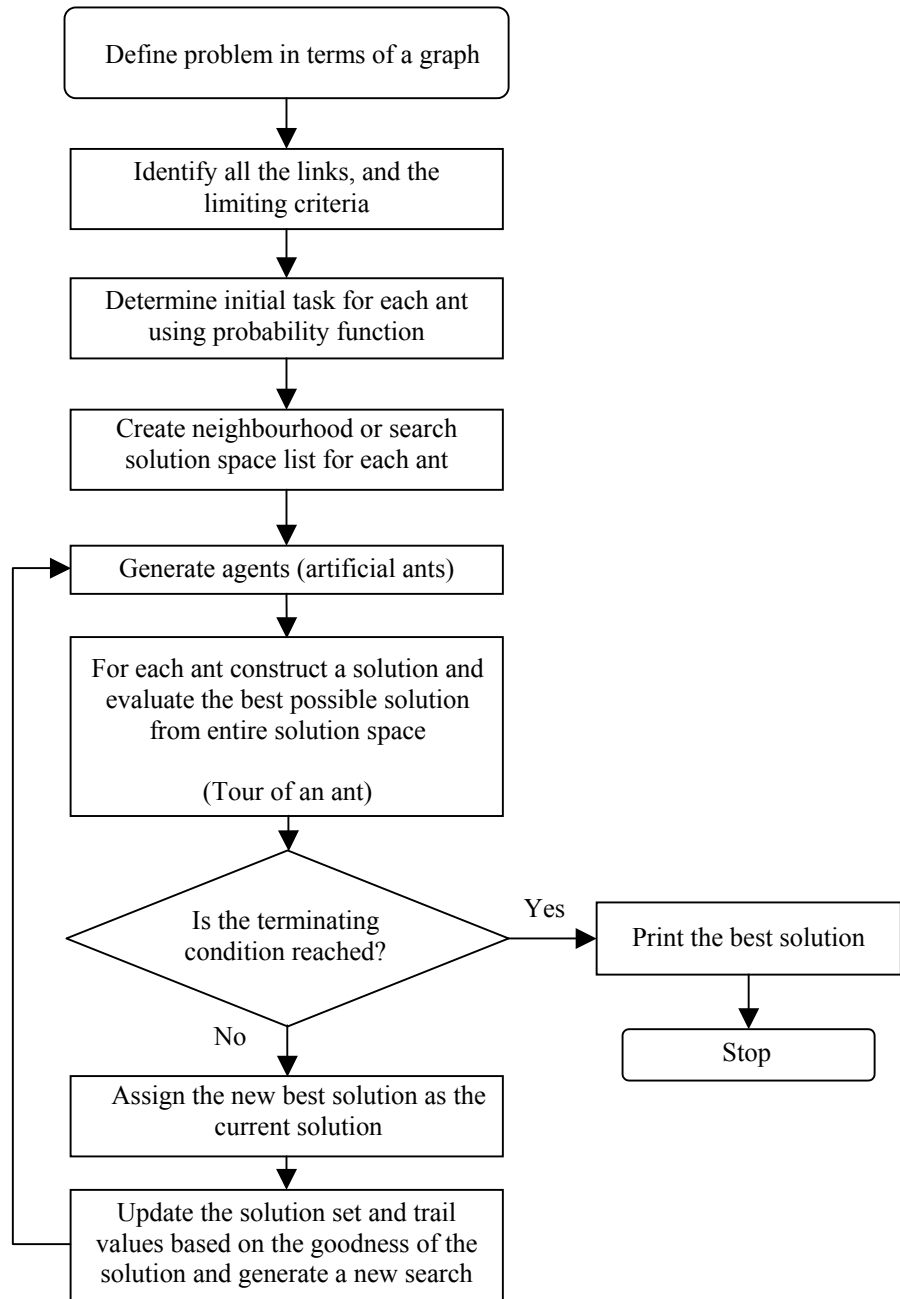 Define problem in terms of a graph
Identify all the links, and the
limiting criteria
Determine initial task for each ant
using probability function
Create neighbourhood or search
solution space list for each ant
Generate agents (artificial ants)
For each ant construct a solution and
evaluate the best possible solution
from entire solution space
(Tour of an ant)
Is the terminating
condition reached?
Yes
Print the best solution
Stop
No
Assign the new best solution as the
current solution
Update the solution set and trail
values based on the goodness of the
solution and generate a new search